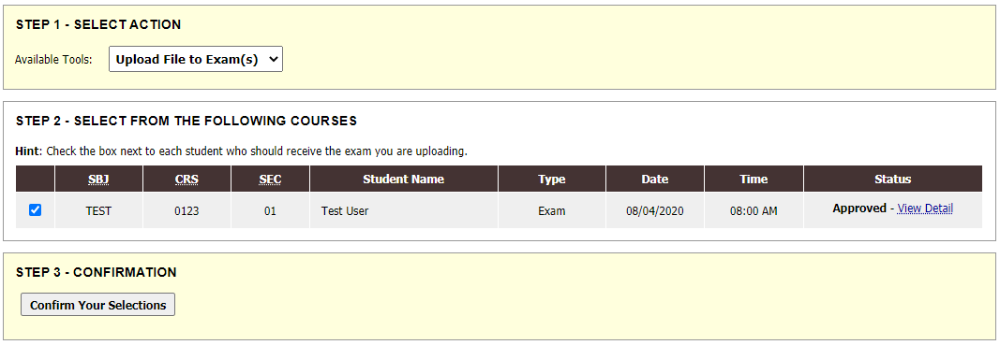 STEP 1 - SELECT ACTION
Available Tools: Upload File to Exam(s)
STEP 2 - SELECT FROM THE FOLLOWING COURSES
Hint: Check the box next to each student who should receive the exam you are uploading.
SBJ CRS SEC Student Name Type Date Time Status
TEST 0123 01 Test User Exam 08/04/2020 08:00 AM Approved - View Detail
STEP 3 - CONFIRMATION
Confirm Your Selections